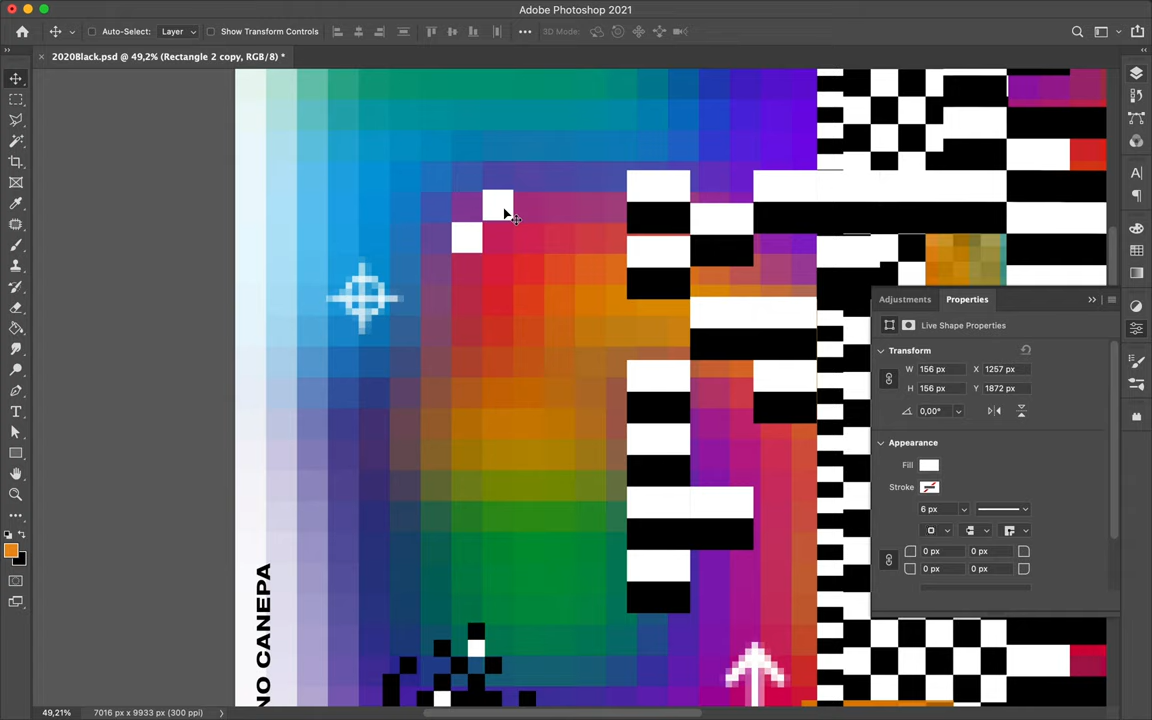 Adobe Photoshop 2021
Auto-Select:
Layer
Show Transform Controls
3D Mode:
2020Black.psd @ 49,2% (Rectangle 2 copy, RGB/8) *
NO CANEPA
Adjustments
Properties
Live Shape Properties
Transform
W
156 px
X
1257 px
H
156 px
Y
1872 px
0,00°
Appearance
Fill
Stroke
6 px
0 px
0 px
0 px
0 px
49,21%
7016 px x 9933 px (300 ppi)